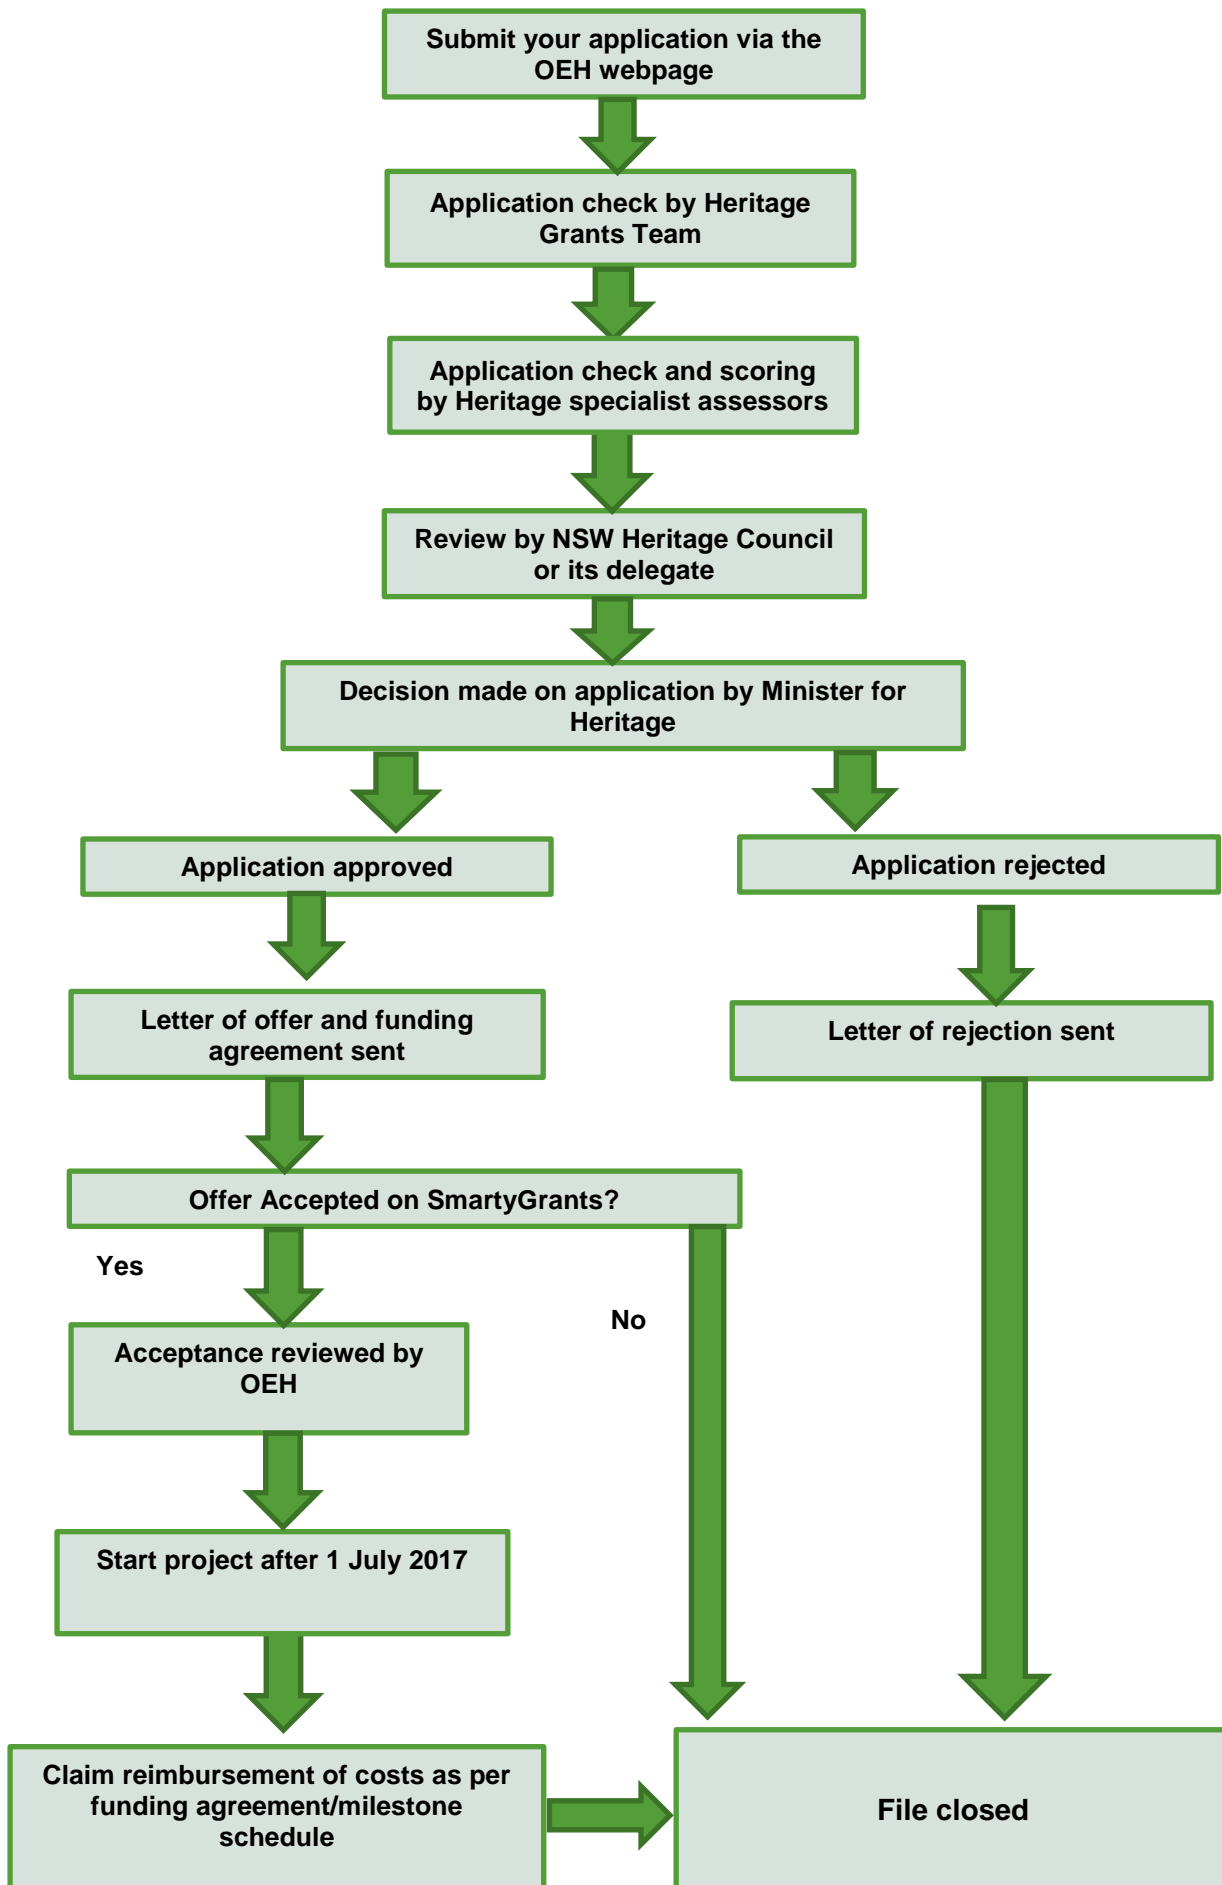 Submit your application via the
OEH webpage
Application check by Heritage
Grants Team
Application check and scoring
by Heritage specialist assessors
Review by NSW Heritage Council
or its delegate
Decision made on application by Minister for
Heritage
Application approved
Application rejected
Letter of offer and funding
agreement sent
Letter of rejection sent
Offer Accepted on SmartyGrants?
Yes
No
Acceptance reviewed by
OEH
Start project after 1 July 2017
Claim reimbursement of costs as per
funding agreement/milestone
schedule
File closed